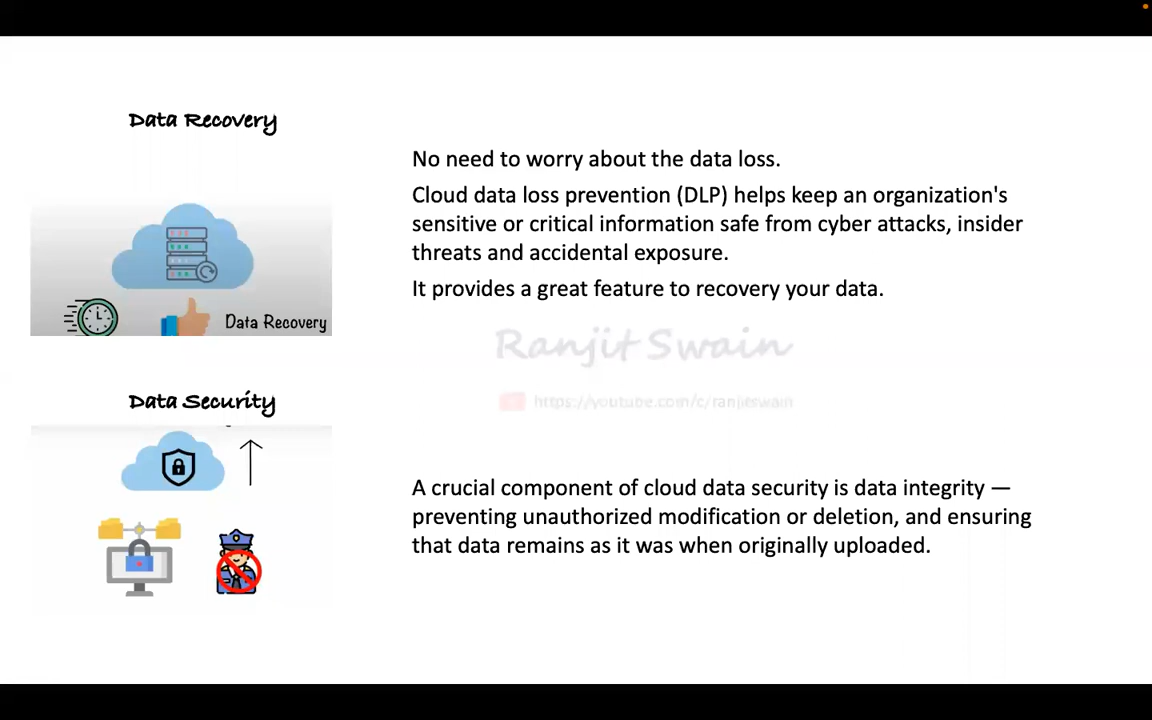 Data Recovery
No need to worry about the data loss.
Cloud data loss prevention (DLP) helps keep an organization's
sensitive or critical information safe from cyber attacks, insider
threats and accidental exposure.
It provides a great feature to recovery your data.
Data Recovery
Ranjit Swain
https://youtube.com/c/ranjitswain
Data Security
A crucial component of cloud data security is data integrity —
preventing unauthorized modification or deletion, and ensuring
that data remains as it was when originally uploaded.